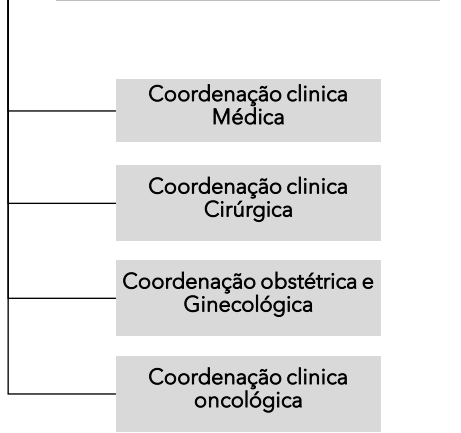 Coordenação clinica
Médica
Coordenação clinica
Cirúrgica
Coordenação obstétrica e
Ginecológica
Coordenação clinica
oncológica